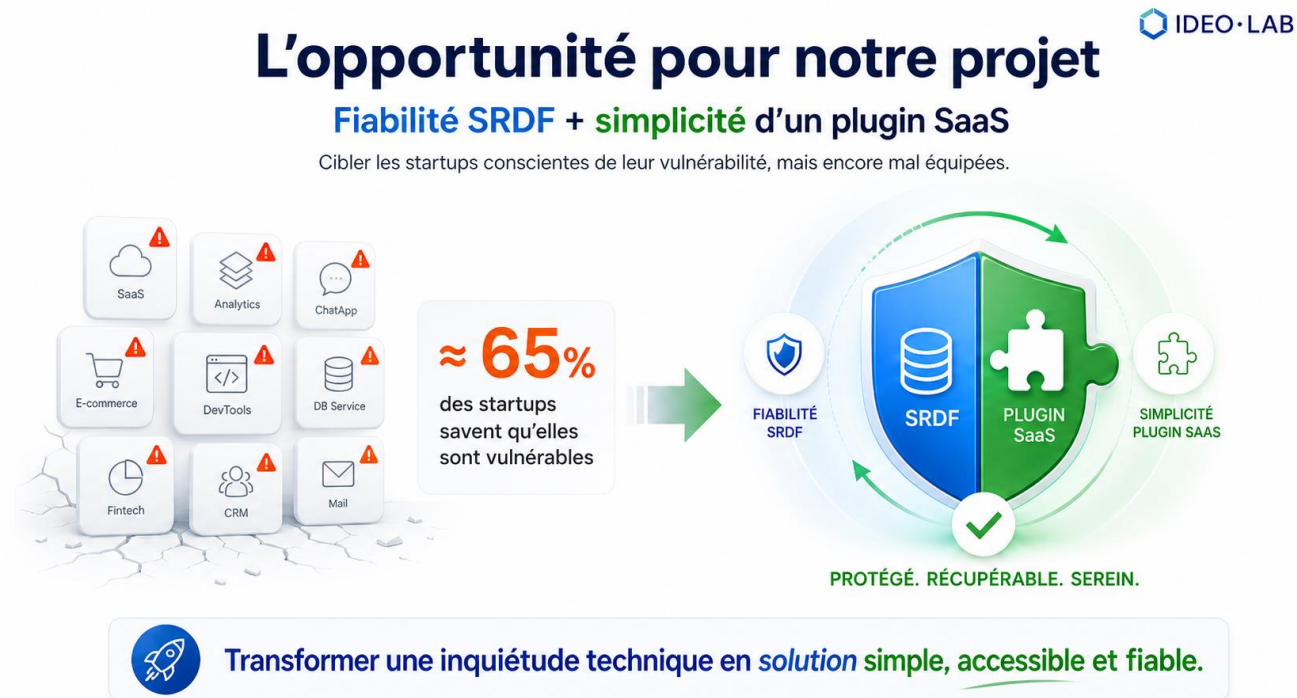 IDEO·LAB
L’opportunité pour notre projet
Fiabilité SRDF + simplicité d’un plugin SaaS
Cibler les startups conscientes de leur vulnérabilité, mais encore mal équipées.
SaaS
Analytics
ChatApp
E-commerce
DevTools
DB Service
Fintech
CRM
Mail
≈ 65%
des startups
savent qu’elles
sont vulnérables
FIABILITÉ
SRDF
SRDF
PLUGIN
SaaS
SIMPLICITÉ
PLUGIN SAAS
PROTÉGÉ. RÉCUPÉRABLE. SEREIN.
Transformer une inquiétude technique en solution simple, accessible et fiable.